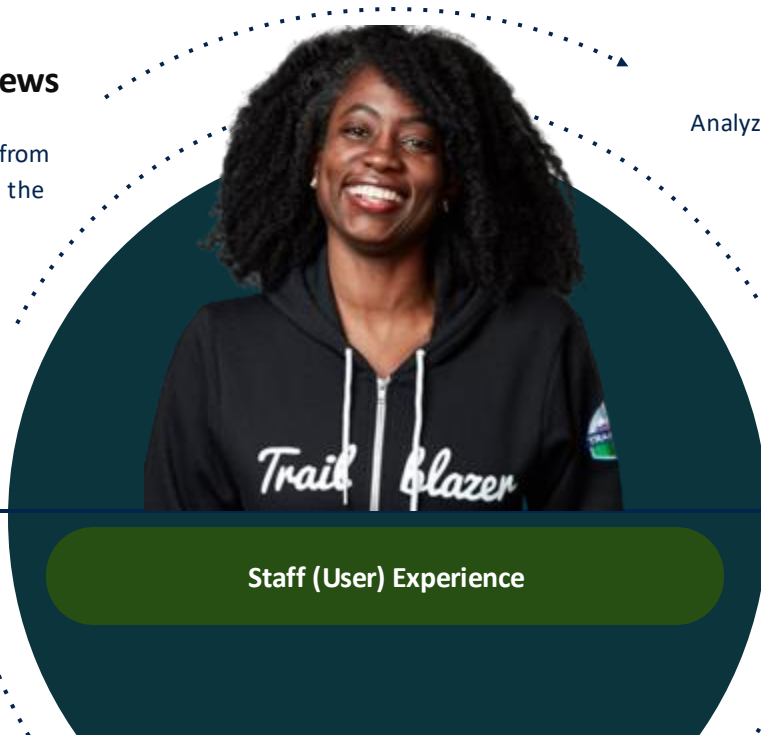 ews
Analyz
from
the
Trail blazer
Staff (User) Experience